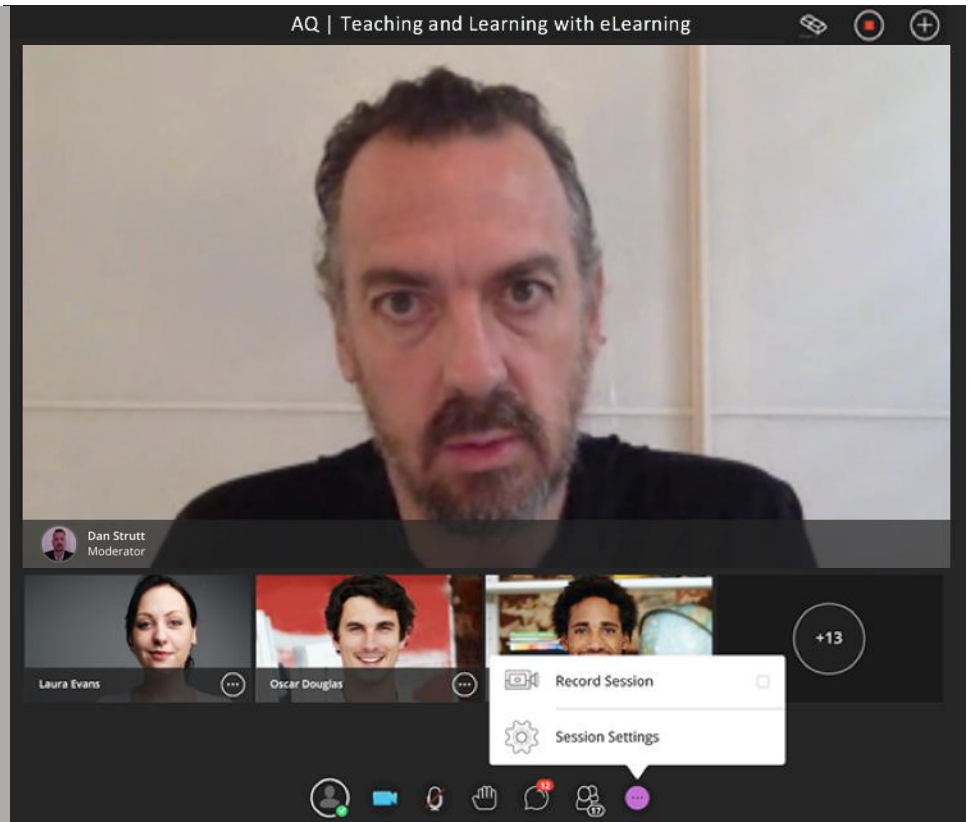 AQ | Teaching and Learning with eLearning
Dan Strutt
Moderator
+13
Laura Evans
Oscar Douglas
Record Session
Session Settings
12
17